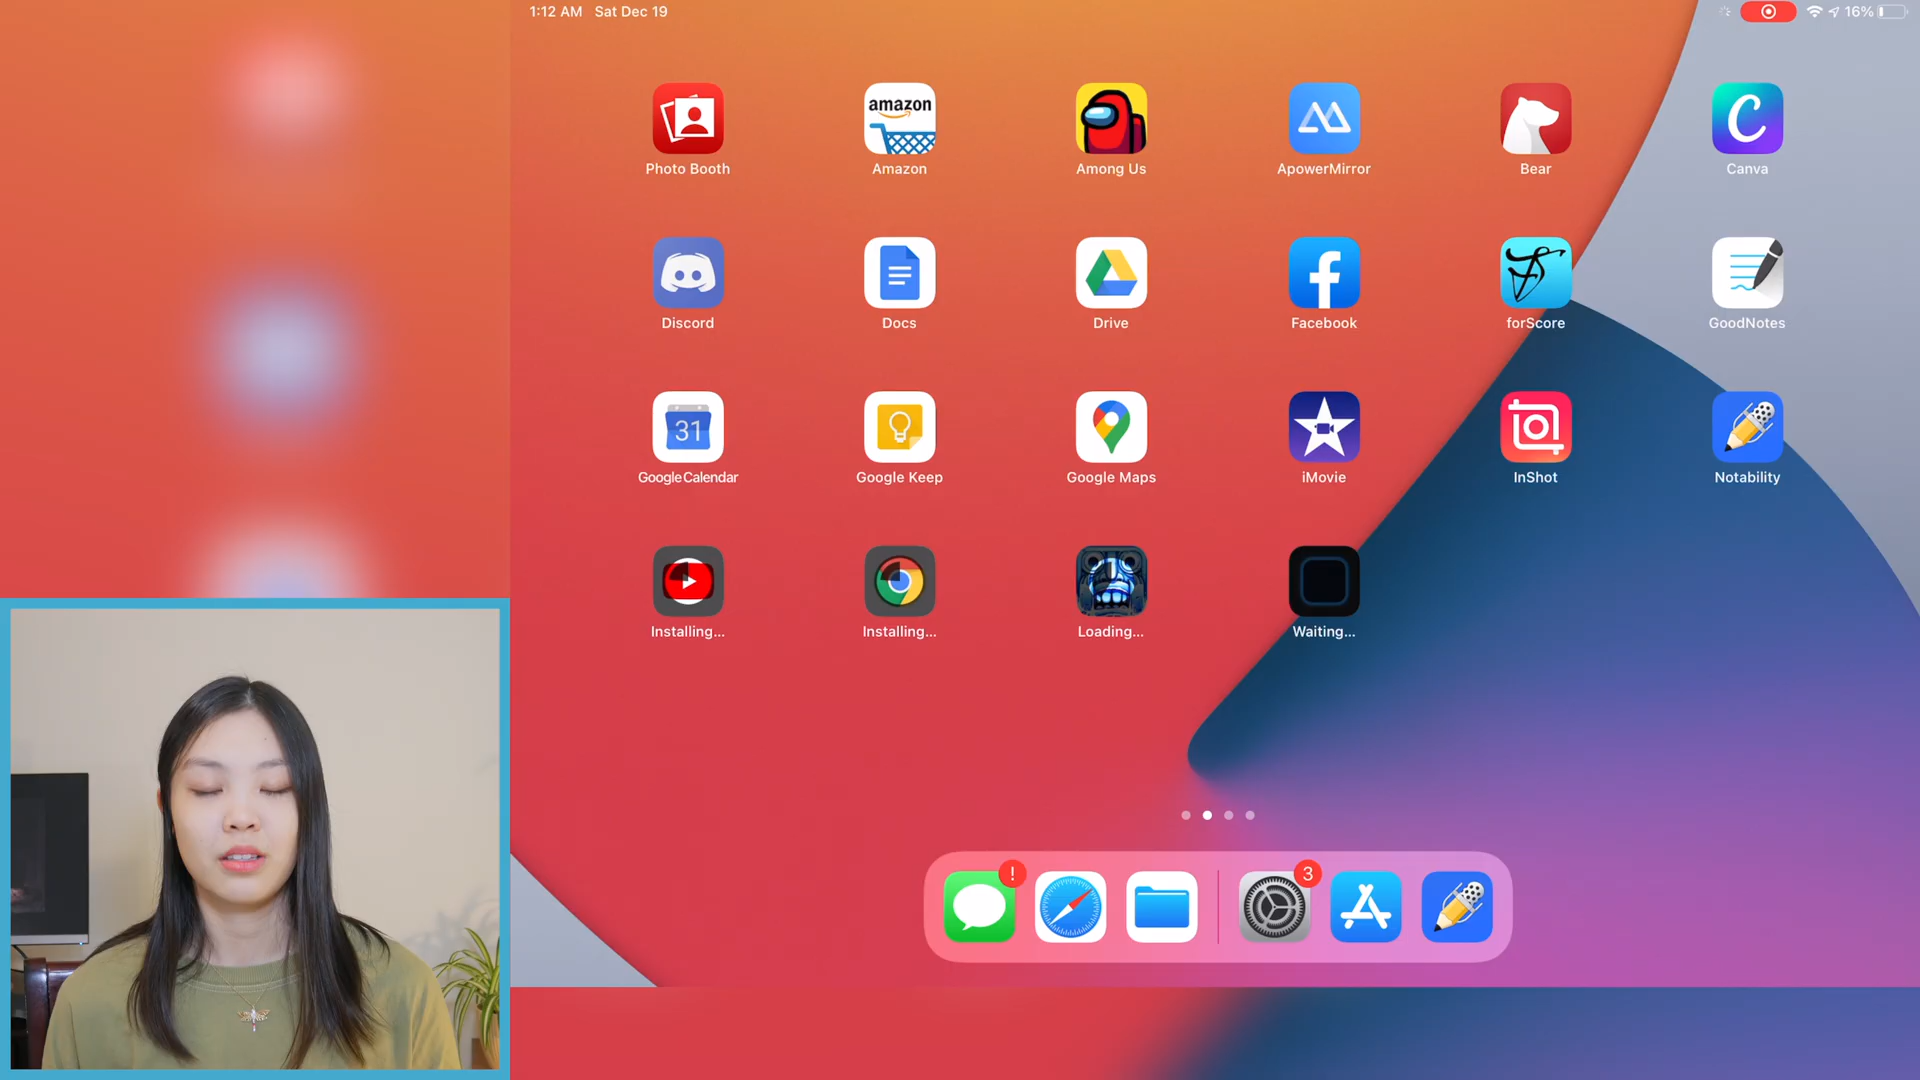 1:12 AM Sat Dec 19
16%
Photo Booth
amazon
Amazon
Among Us
ApowerMirror
Bear
C
Canva
Discord
Docs
Drive
f
Facebook
forScore
GoodNotes
31
Google Calendar
Google Keep
Google Maps
iMovie
InShot
Notability
Installing...
Installing...
Loading...
Waiting...
!
3